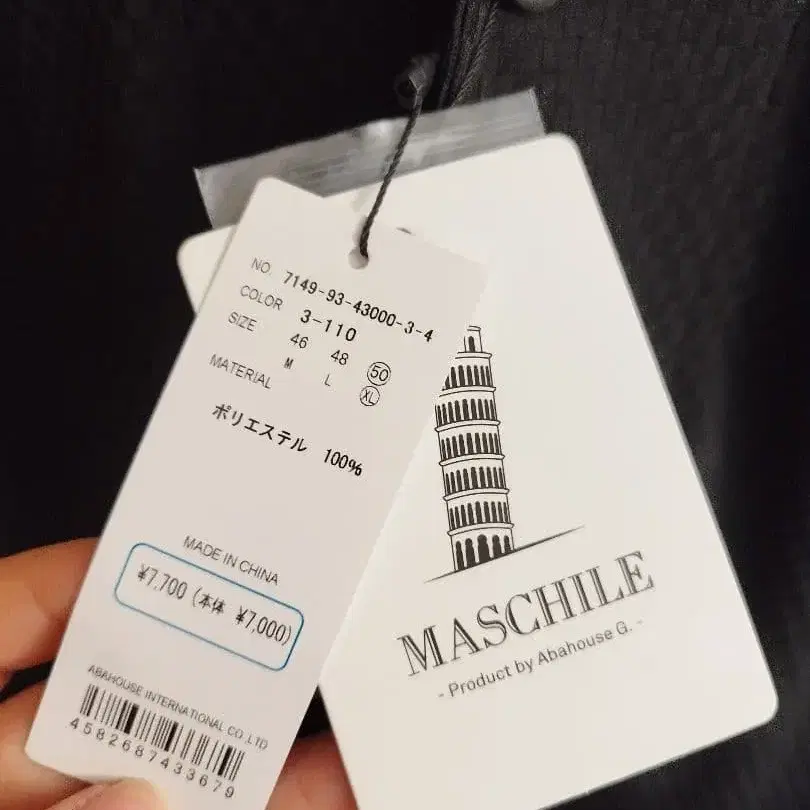 NO. 7149-93-43000-3-4
COLOR 3-110
SIZE 46 48 50
M L XL
MATERIAL
ポリエステル 100%
MADE IN CHINA
¥7,700 (本体 ¥7,000)
ABAHOUSE INTERNATIONAL CO.,LTD
4582687433679
MASCHILE
- Product by Abahouse G. -